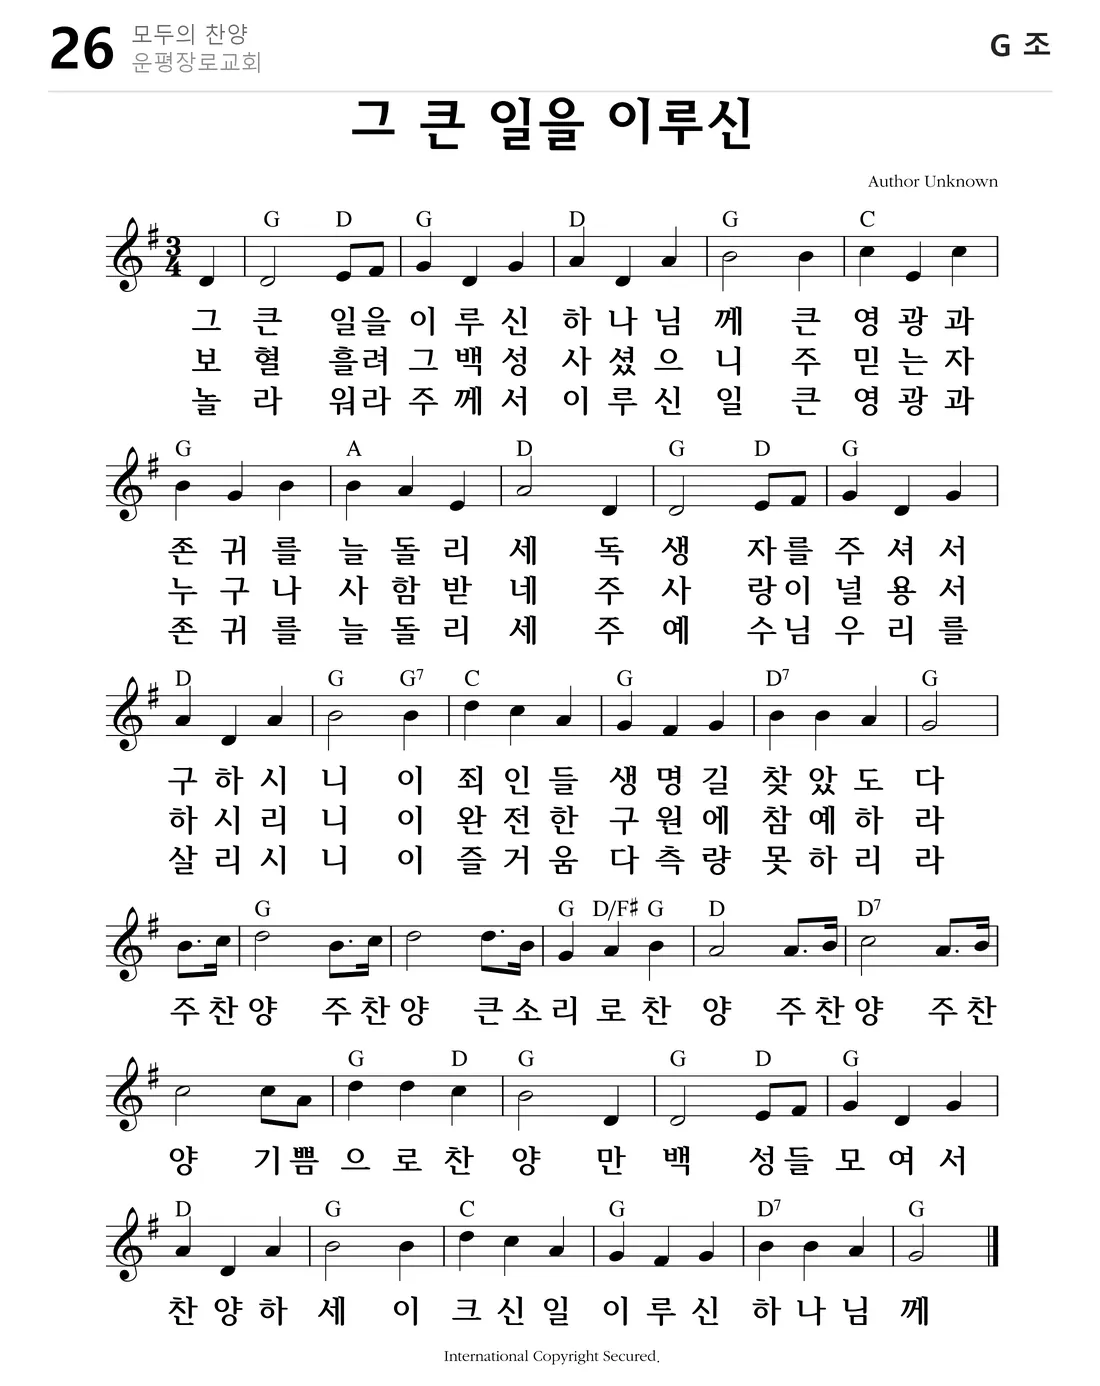 26 모두의 찬양
운평장로교회
G 조
그 큰 일을 이루신
Author Unknown
G D G D G C
3
4
그 큰 일을 이 루 신 하 나 님 께 큰 영 광 과
보 혈 흘려 그 백 성 사 셨 으 니 주 믿 는 자
놀 라 워라 주 께 서 이 루 신 일 큰 영 광 과
G A D G D G
존 귀 를 늘 돌 리 세 독 생 자를 주 셔 서
누 구 나 사 함 받 네 주 사 랑이 널 용 서
존 귀 를 늘 돌 리 세 주 예 수님 우 리 를
D G G7 C G D7 G
구 하 시 니 이 죄 인 들 생 명 길 찾 았 도 다
하 시 리 니 이 완 전 한 구 원 에 참 예 하 라
살 리 시 니 이 즐 거 움 다 측 량 못 하 리 라
G G D/F♯ G D D7
주 찬 양 주 찬 양 큰 소 리 로 찬 양 주 찬 양 주 찬
G D G G D G
양 기 쁨 으 로 찬 양 만 백 성 들 모 여 서
D G C G D7 G
찬 양 하 세 이 크 신 일 이 루 신 하 나 님 께
International Copyright Secured.